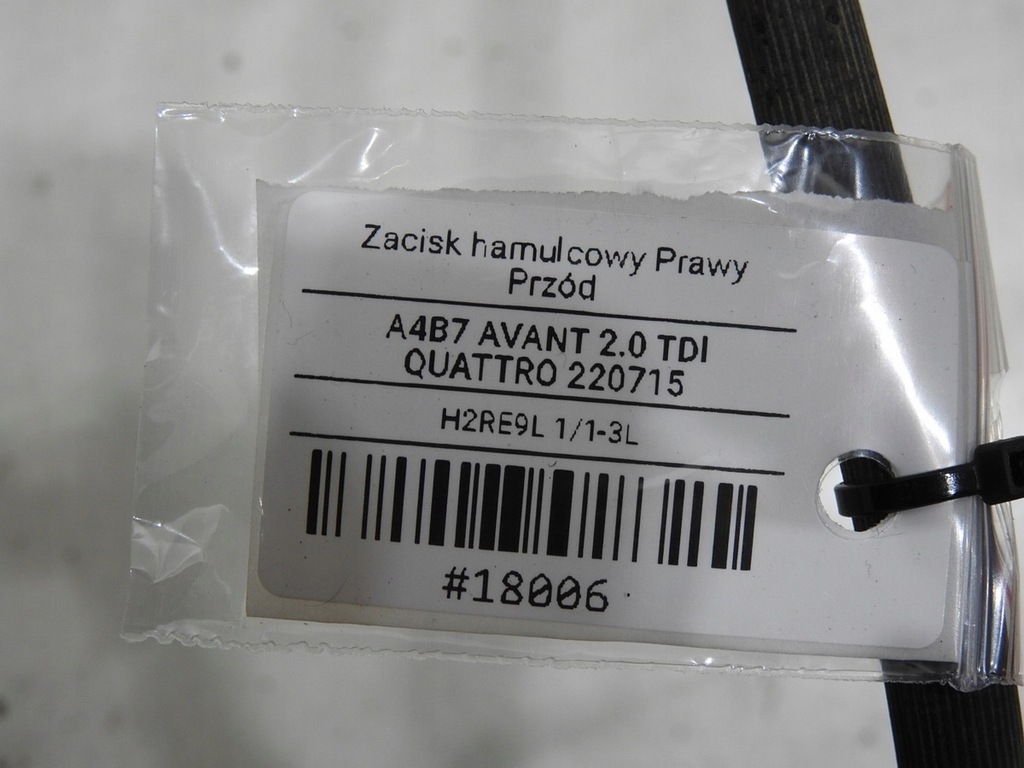 Zacisk hamulcowy Prawy
Przód
A4B7 AVANT 2.0 TDI
QUATTRO 220715
H2RE9L 1/1-3L
#18006